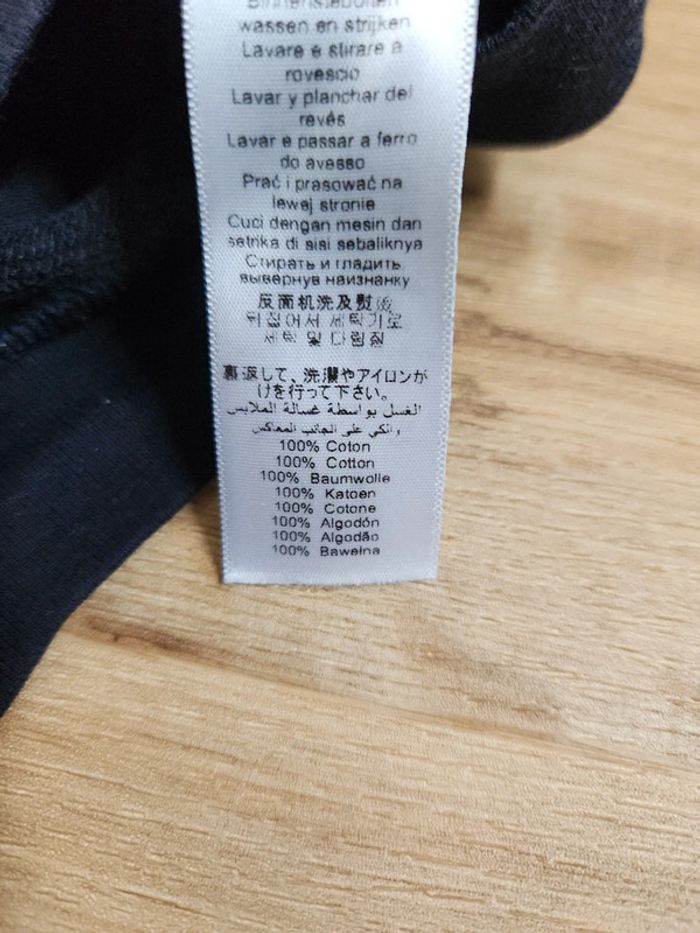 Binnenstebuiten
wassen en strijken
Lavare e stirare a
rovescio
Lavar y planchar del
revés
Lavar e passar a ferro
do avesso
Prać i prasować na
lewej stronie
Cuci dengan mesin dan
setrika di sisi sebaliknya
Стирать и гладить
вывернув наизнанку
反面机洗及熨
뒤집어서 세탁기로
세탁 및 다림질
裏返して、洗濯やアイロンが
けを行って下さい。
الغسل بواسطة غسالة الملابس
وانكي على الجانب المعاكس
100% Coton
100% Cotton
100% Baumwolle
100% Katoen
100% Cotone
100% Algodón
100% Algodão
100% Bawełna